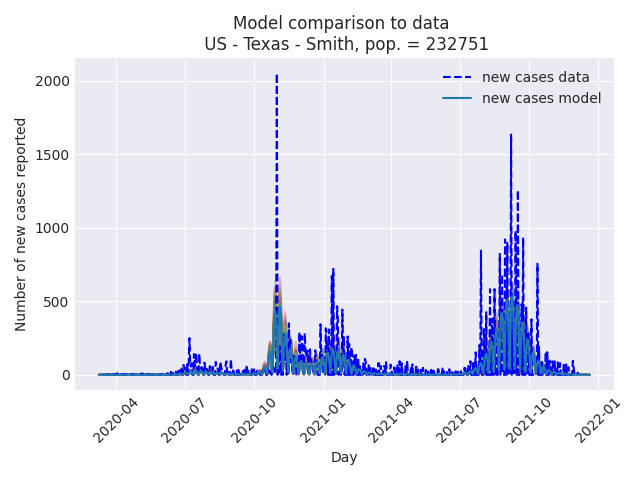 Model comparison to data
US - Texas - Smith, pop. = 232751
new cases data
new cases model
Number of new cases reported
2000
1500
1000
500
0
2020-04
2020-07
2020-10
2021-01
2021-04
2021-07
2021-10
2022-01
Day